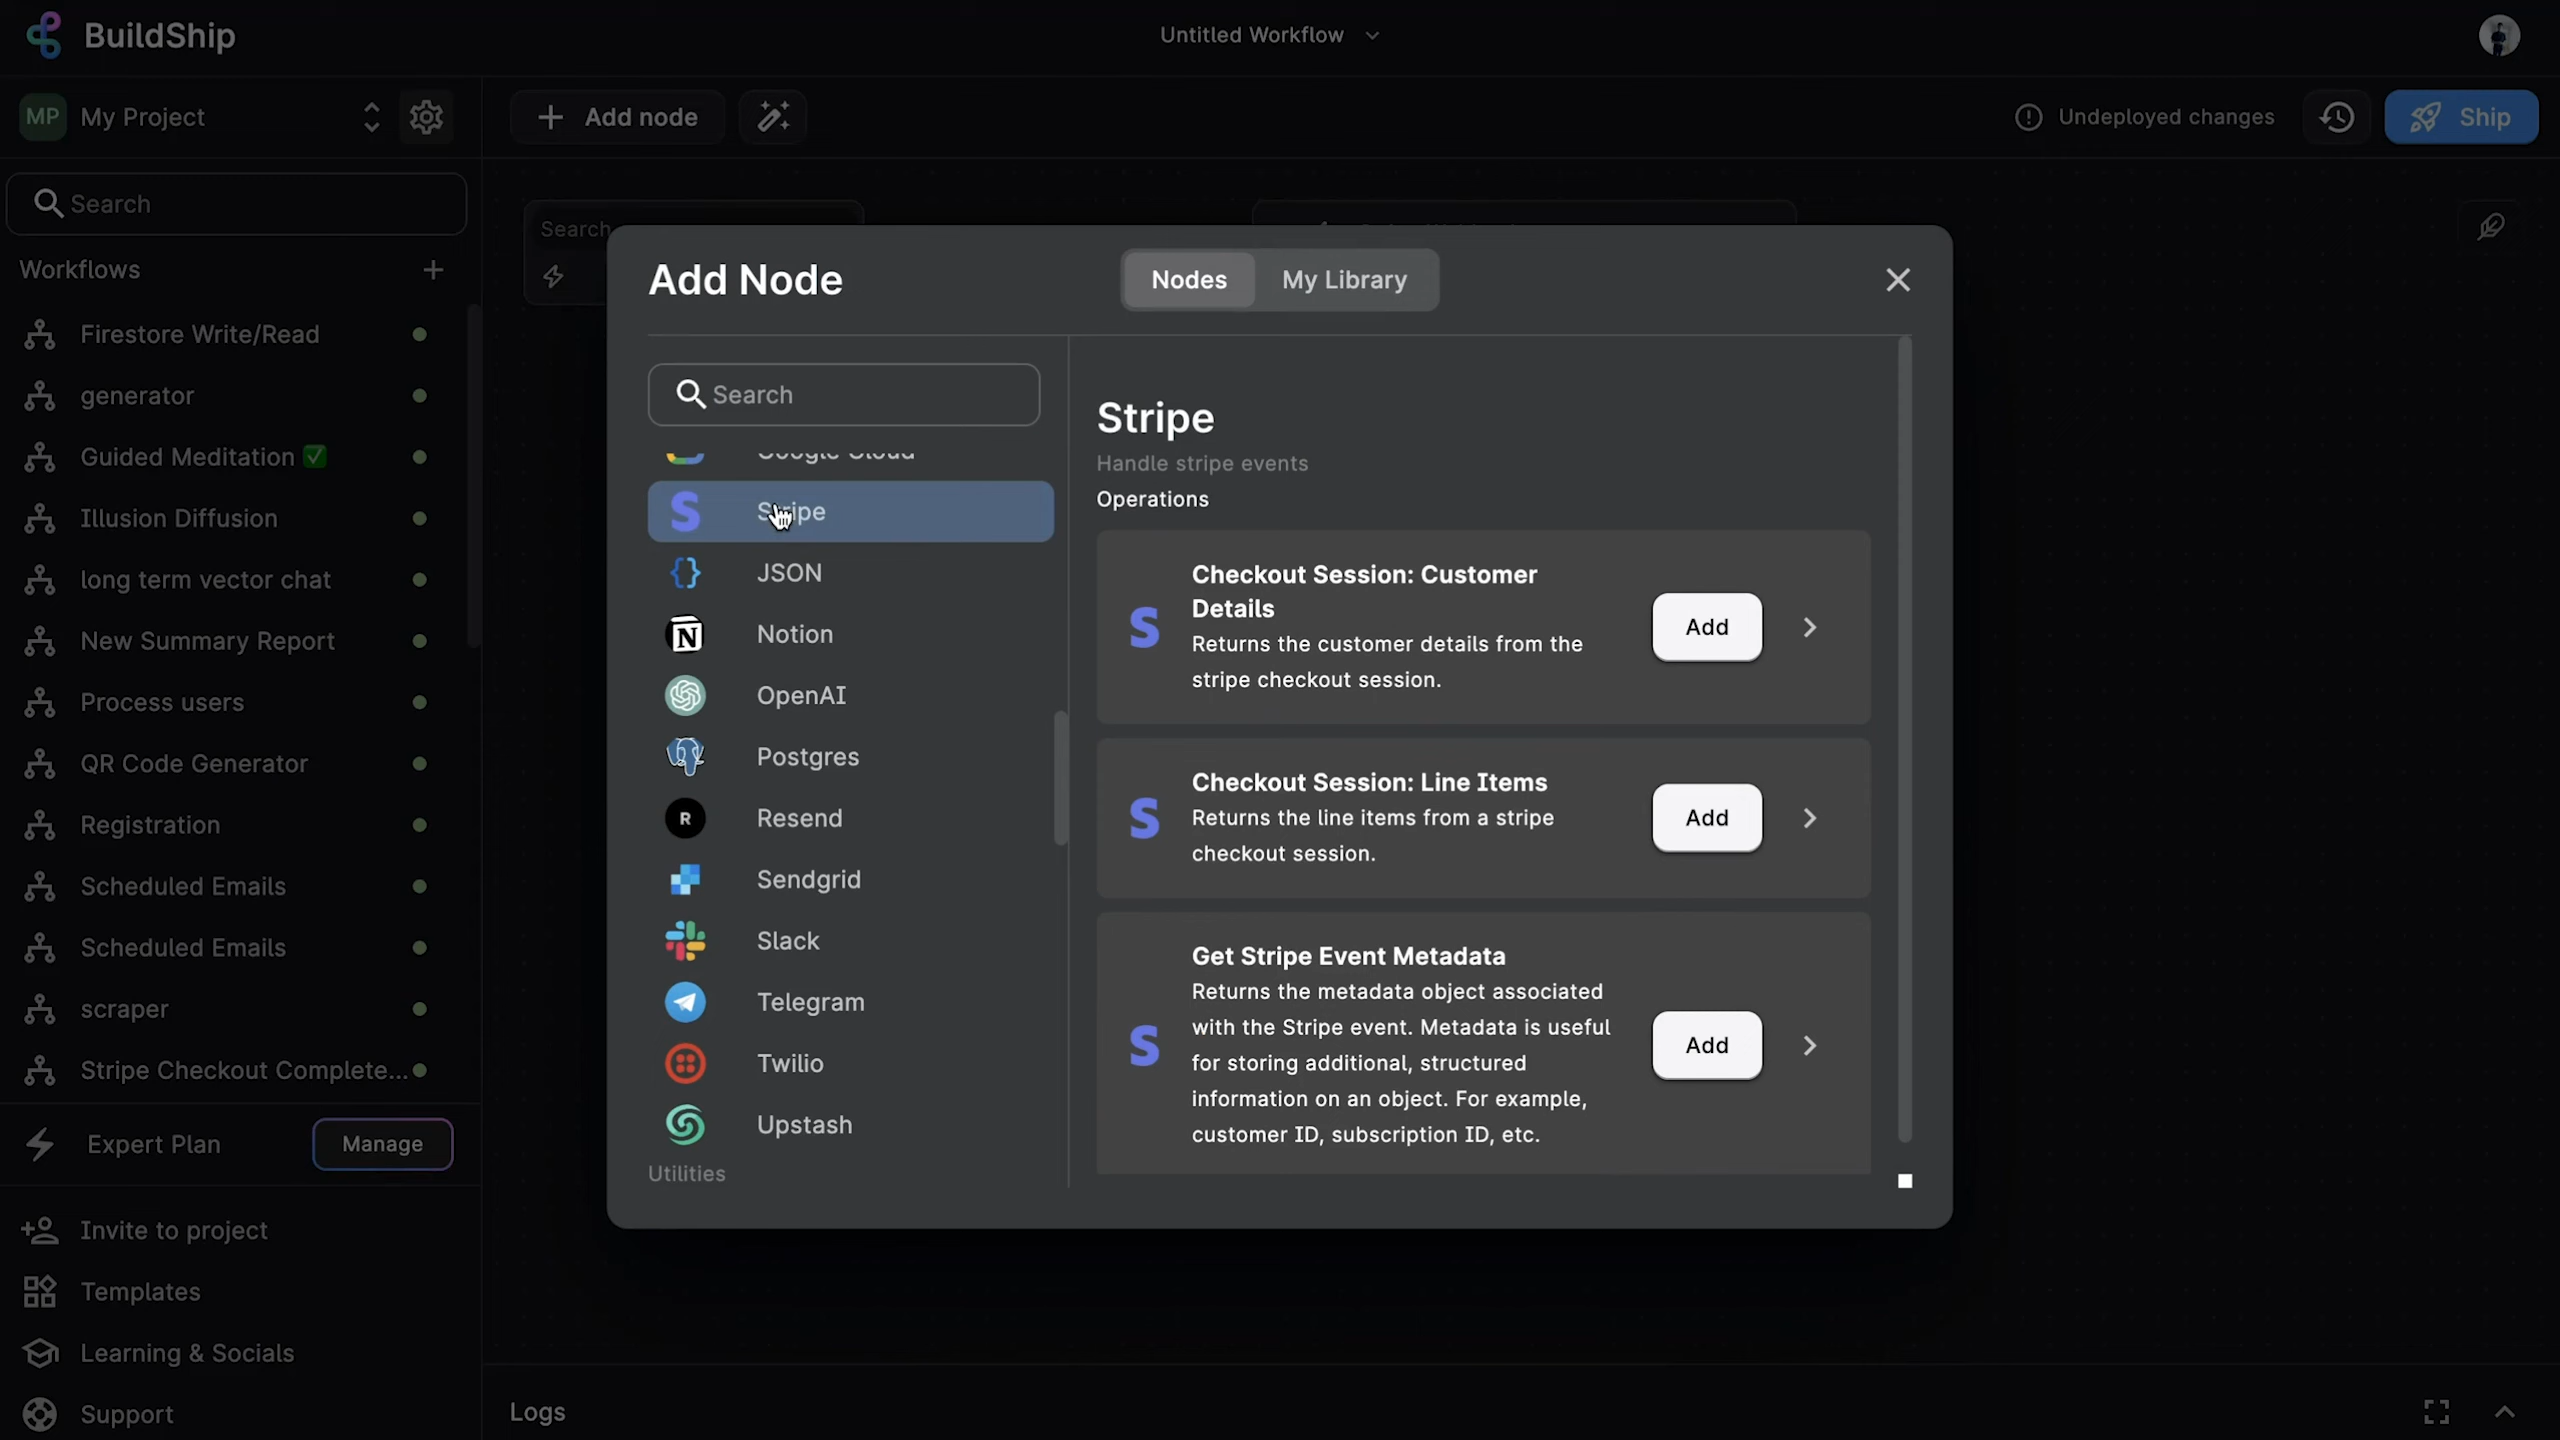 BuildShip
Untitled Workflow
MP My Project
Add node
Undeployed changes
Ship
Search
Workflows
Firestore Write/Read
generator
Guided Meditation ✅
Illusion Diffusion
long term vector chat
New Summary Report
Process users
QR Code Generator
Registration
Scheduled Emails
Scheduled Emails
scraper
Stripe Checkout Complete...
Expert Plan
Manage
Invite to project
Templates
Learning & Socials
Support
Search
Add Node
Nodes
My Library
Search
Google Cloud
Stripe
JSON
Notion
OpenAI
Postgres
R Resend
Sendgrid
Slack
Telegram
Twilio
Upstash
Utilities
Stripe
Handle stripe events
Operations
Checkout Session: Customer
Details
Returns the customer details from the
stripe checkout session.
Add
Checkout Session: Line Items
Returns the line items from a stripe
checkout session.
Add
Get Stripe Event Metadata
Returns the metadata object associated
with the Stripe event. Metadata is useful
for storing additional, structured
information on an object. For example,
customer ID, subscription ID, etc.
Add
Logs